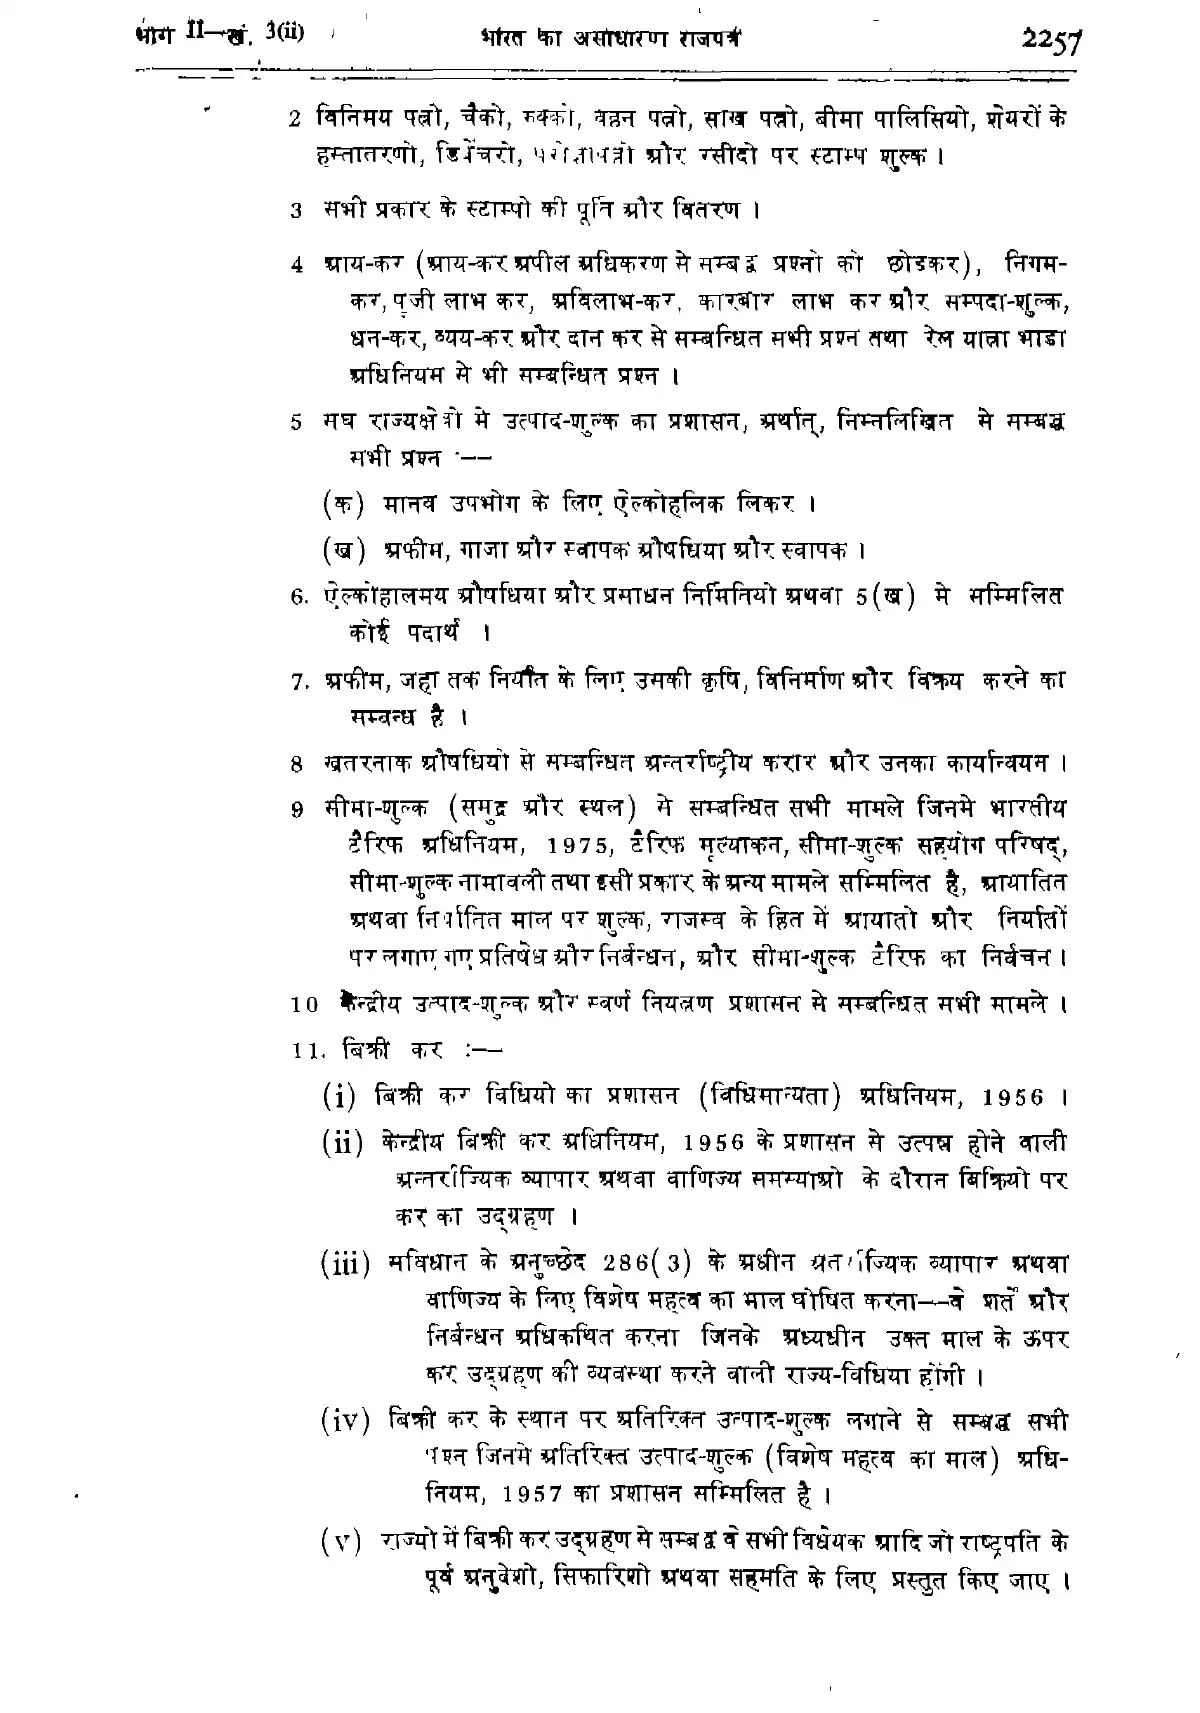 भाग II—खं. 3(ii) भारत का असाधारण राजपत्र 2257
2 विनिमय पत्रो, चैको, रुक्को, वहन पत्रो, साख पत्रो, बीमा पालिसियो, शेयरों के
हस्तातरणो, डिबेंचरो, परोक्षीपत्रो और रसीदो पर स्टाम्प शुल्क ।
3 सभी प्रकार के स्टाम्पो की पूर्ति और वितरण ।
4 आय-कर (आय-कर अपील अधिकरण से सम्बद्ध प्रश्नो को छोडकर), निगम-
कर, पूजी लाभ कर, अधिलाभ-कर, कारबार लाभ कर और सम्पदा-शुल्क,
धन-कर, व्यय-कर और दान कर से सम्बन्धित सभी प्रश्न तथा रेल यात्रा भाडा
अधिनियम से भी सम्बन्धित प्रश्न ।
5 सघ राज्यक्षेत्रो मे उत्पाद-शुल्क का प्रशासन, अर्थात्, निम्नलिखित से सम्बद्ध
सभी प्रश्न :--
(क) मानव उपभोग के लिए ऐल्कोहलिक लिकर ।
(ख) अफीम, गाजा और स्वापक औषधिया और स्वापक ।
6. ऐल्कोहालमय औषधिया और प्रसाधन निर्मितियो अथवा 5(ख) मे सम्मिलित
कोई पदार्थ ।
7. अफीम, जहा तक निर्यात के लिए उसकी कृषि, विनिर्माण और विक्रय करने का
सम्बन्ध है ।
8 खतरनाक औषधियो से सम्बन्धित अन्तर्राष्ट्रीय करार और उनका कार्यान्वयन ।
9 सीमा-शुल्क (समुद्र और स्थल) से सम्बन्धित सभी मामले जिनमे भारतीय
टैरिफ अधिनियम, 1975, टैरिफ मूल्याकन, सीमा-शुल्क सहयोग परिषद्,
सीमा-शुल्क नामावली तथा इसी प्रकार के अन्य मामले सम्मिलित है, आयातित
अथवा निर्यातित माल पर शुल्क, राजस्व के हित में आयातो और निर्यातों
पर लगाए गए प्रतिषेध और निर्बन्धन, और सीमा-शुल्क टैरिफ का निर्वचन ।
10 केन्द्रीय उत्पाद-शुल्क और स्वर्ण नियत्रण प्रशासन से सम्बन्धित सभी मामले ।
11. बिक्री कर :--
(i) बिक्री कर विधियो का प्रशासन (विधिमान्यता) अधिनियम, 1956 ।
(ii) केन्द्रीय बिक्री कर अधिनियम, 1956 के प्रशासन से उत्पन्न होने वाली
अन्तर्राज्यिक व्यापार अथवा वाणिज्य समस्याओ के दौरान बिक्रियो पर
कर का उद्ग्रहण ।
(iii) सविधान के अनुच्छेद 286(3) के अधीन अतर्राज्यिक व्यापार अथवा
वाणिज्य के लिए विशेष महत्व का माल घोषित करना--वे शर्तें और
निर्बन्धन अधिकथित करना जिनके अध्यधीन उक्त माल के ऊपर
कर उद्ग्रहण की व्यवस्था करने वाली राज्य-विधिया होंगी ।
(iv) बिक्री कर के स्थान पर अतिरिक्त उत्पाद-शुल्क लगाने से सम्बद्ध सभी
प्रश्न जिनमे अतिरिक्त उत्पाद-शुल्क (विशेष महत्व का माल) अधि-
नियम, 1957 का प्रशासन सम्मिलित है ।
(v) राज्यो में बिक्री कर उद्ग्रहण से सम्बद्ध वे सभी विधेयक आदि जो राष्ट्रपति के
पूर्व अनुदेशो, सिफारिशो अथवा सहमति के लिए प्रस्तुत किए जाए ।